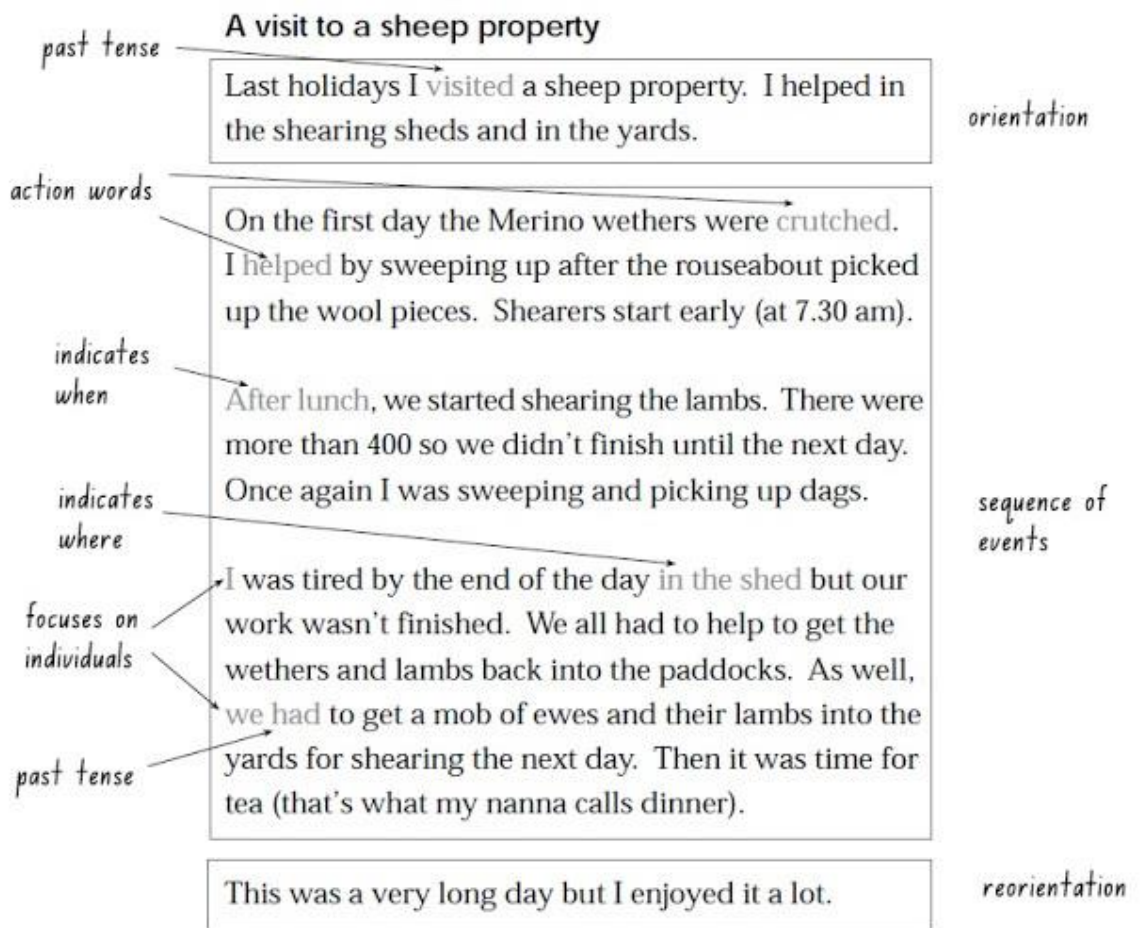 A visit to a sheep property
past tense
Last holidays I visited a sheep property. I helped in
the shearing sheds and in the yards.
orientation
action words
On the first day the Merino wethers were crutched.
I helped by sweeping up after the rouseabout picked
up the wool pieces. Shearers start early (at 7.30 am).
indicates
when
After lunch, we started shearing the lambs. There were
more than 400 so we didn't finish until the next day.
Once again I was sweeping and picking up dags.
indicates
where
sequence of
events
I was tired by the end of the day in the shed but our
work wasn't finished. We all had to help to get the
wethers and lambs back into the paddocks. As well,
we had to get a mob of ewes and their lambs into the
yards for shearing the next day. Then it was time for
tea (that's what my nanna calls dinner).
focuses on
individuals
past tense
This was a very long day but I enjoyed it a lot.
reorientation